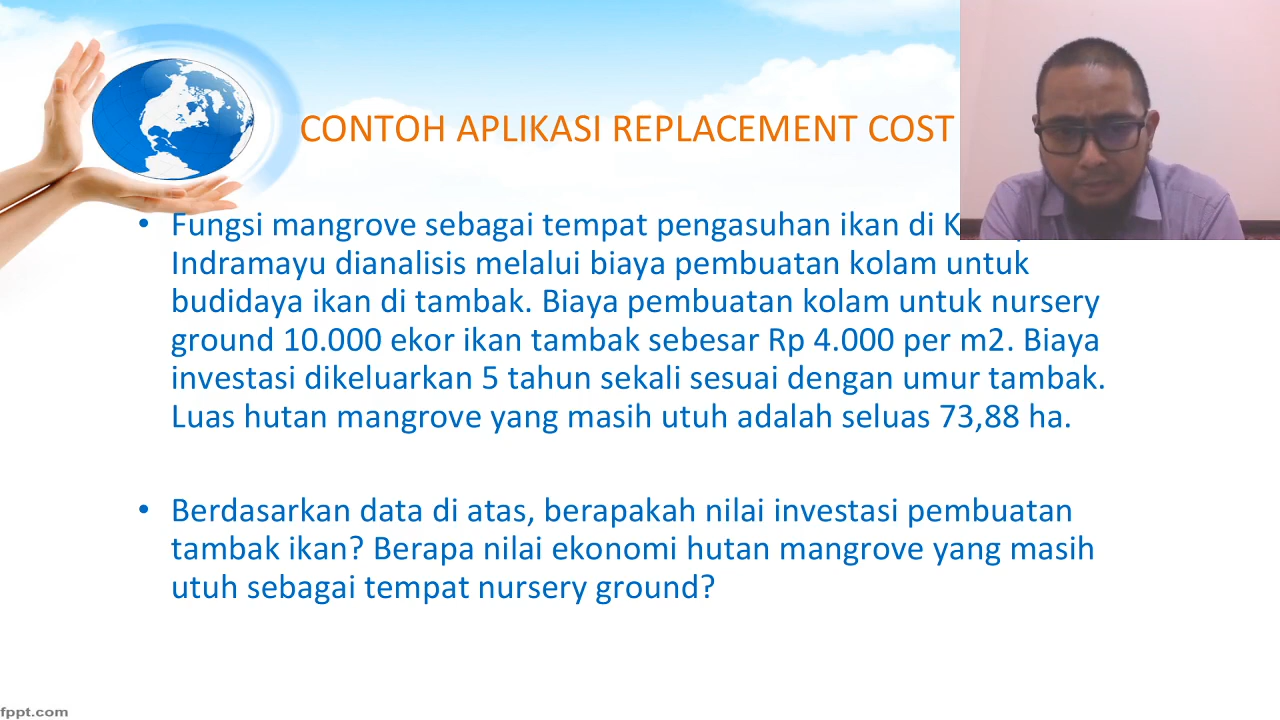 CONTOH APLIKASI REPLACEMENT COST
• Fungsi mangrove sebagai tempat pengasuhan ikan di
Indramayu dianalisis melalui biaya pembuatan kolam untuk
budidaya ikan di tambak. Biaya pembuatan kolam untuk nursery
ground 10.000 ekor ikan tambak sebesar Rp 4.000 per m2. Biaya
investasi dikeluarkan 5 tahun sekali sesuai dengan umur tambak.
Luas hutan mangrove yang masih utuh adalah seluas 73,88 ha.
• Berdasarkan data di atas, berapakah nilai investasi pembuatan
tambak ikan? Berapa nilai ekonomi hutan mangrove yang masih
utuh sebagai tempat nursery ground?
fppt.com